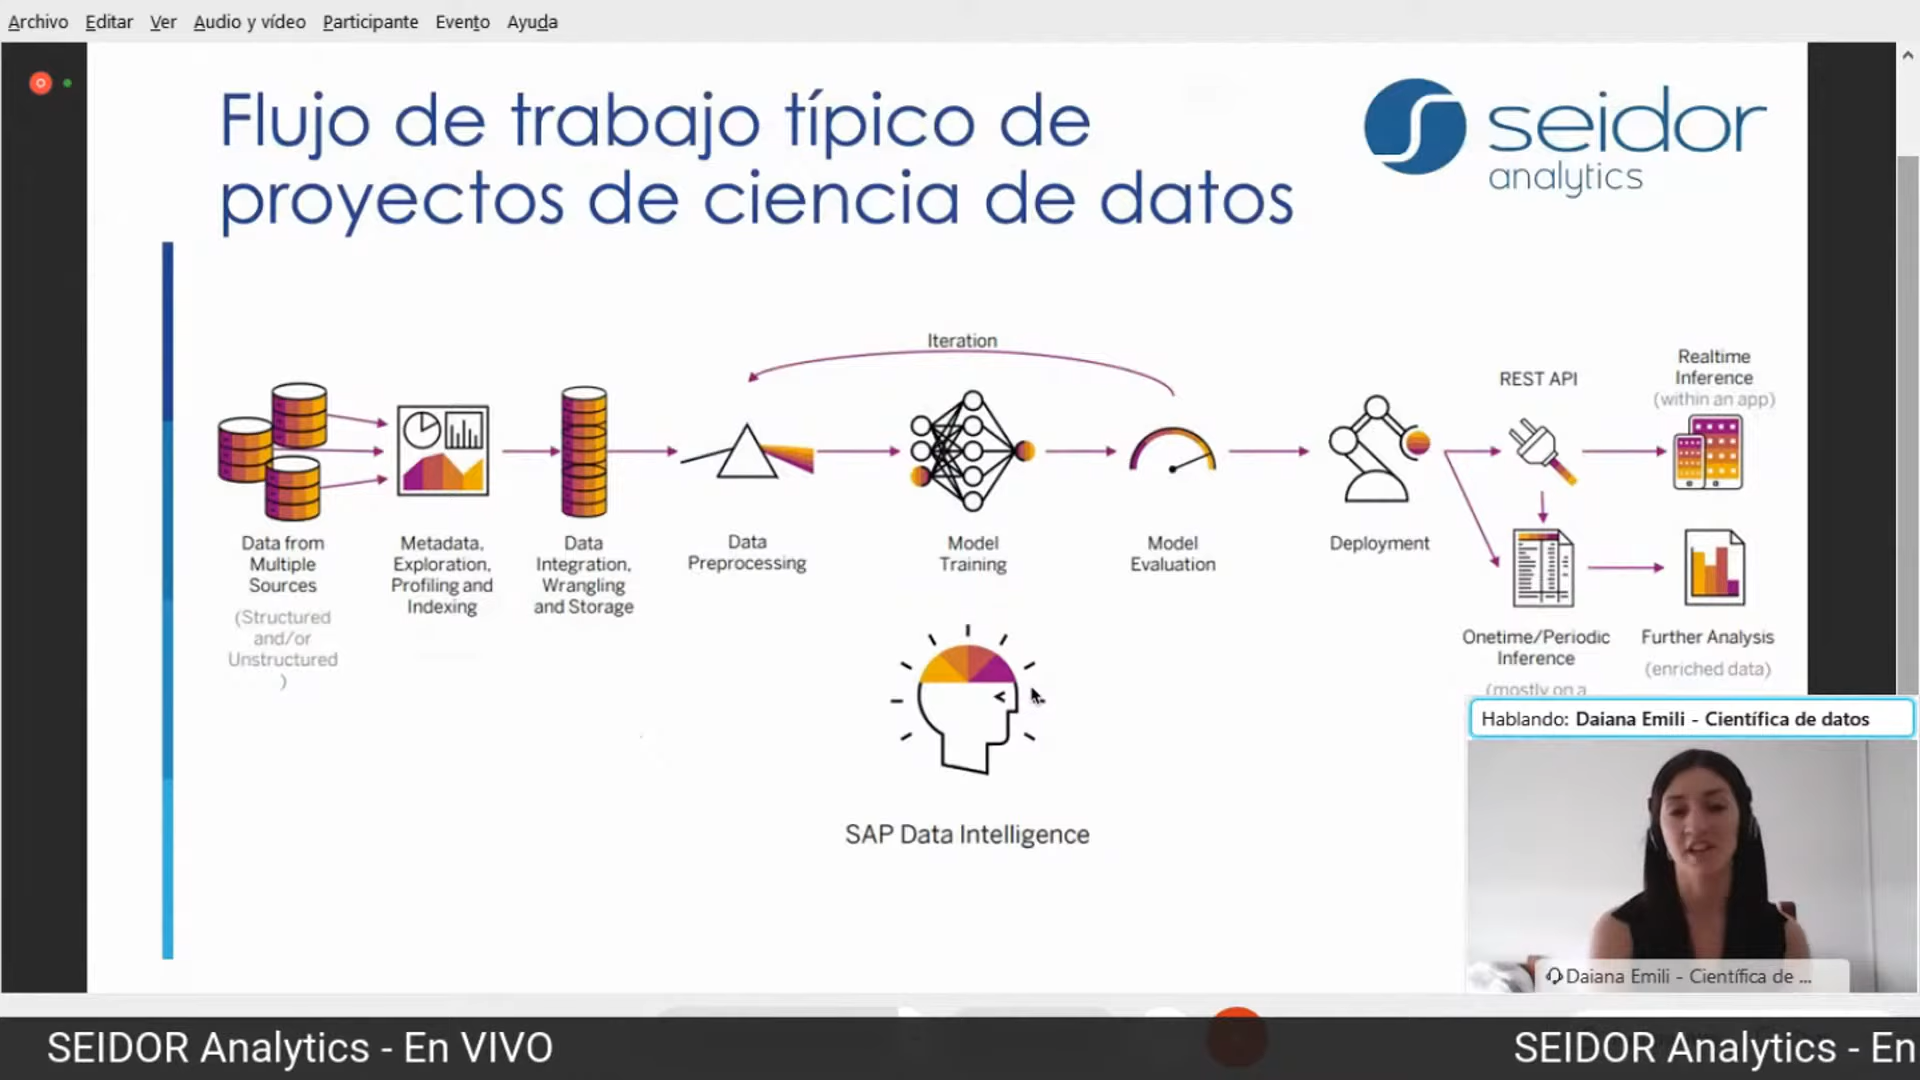 Archivo Editar Ver Audio y vídeo Participante Evento Ayuda
Flujo de trabajo típico de
proyectos de ciencia de datos
seidor
analytics
Iteration
REST API
Realtime
Inference
(within an app)
Data from
Multiple
Sources
(Structured
and/or
Unstructured
)
Metadata,
Exploration,
Profiling and
Indexing
Data
Integration,
Wrangling
and Storage
Data
Preprocessing
Model
Training
Model
Evaluation
Deployment
Onetime/Periodic
Inference
(mostly on a
Further Analysis
(enriched data)
SAP Data Intelligence
Hablando: Daiana Emili - Científica de datos
Daiana Emili - Científica de ...
SEIDOR Analytics - En VIVO
SEIDOR Analytics - En